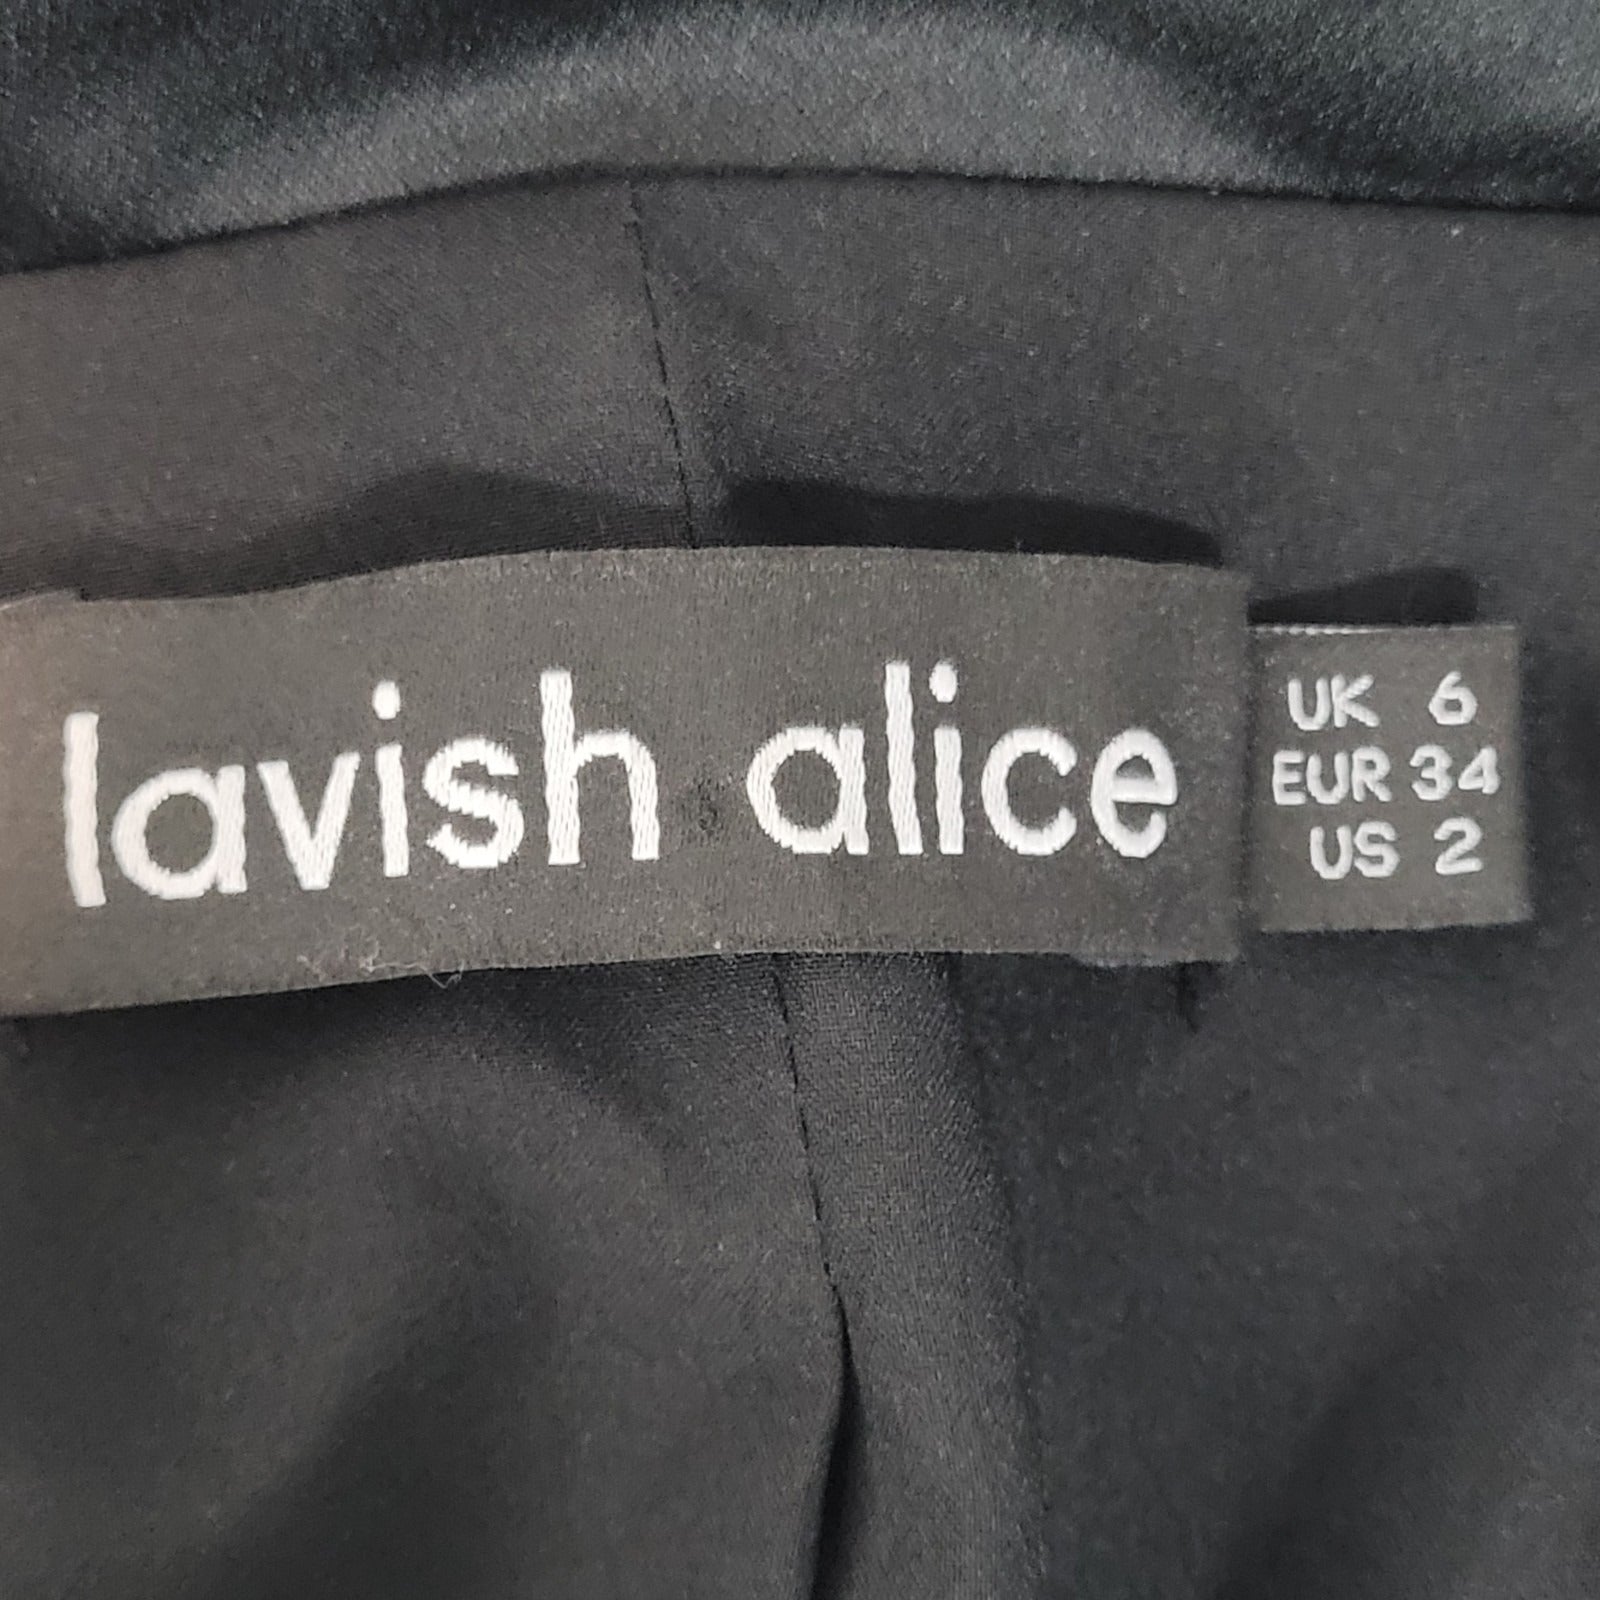 lavish alice
UK 6
EUR 34
US 2